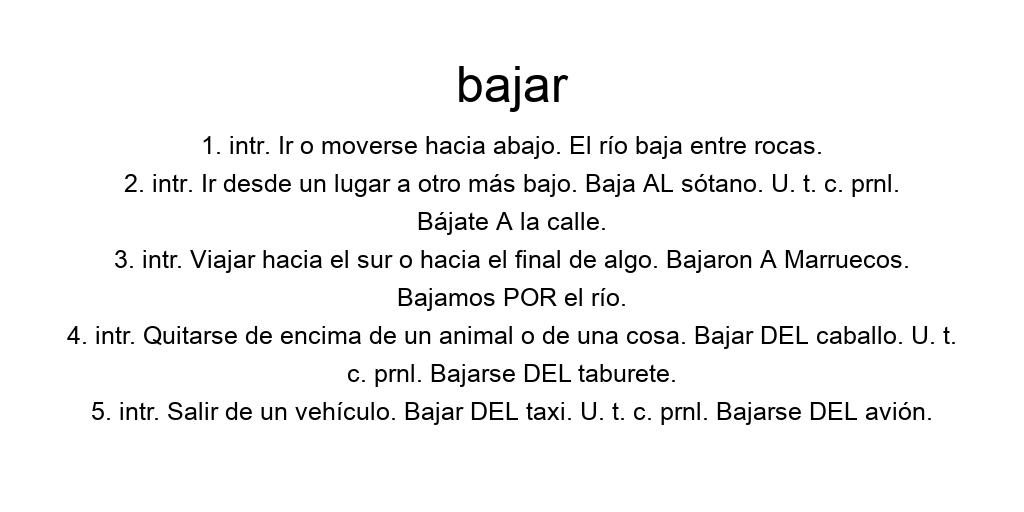 bajar
1. intr. Ir o moverse hacia abajo. El río baja entre rocas.
2. intr. Ir desde un lugar a otro más bajo. Baja AL sótano. U. t. c. prnl.
Bájate A la calle.
3. intr. Viajar hacia el sur o hacia el final de algo. Bajaron A Marruecos.
Bajamos POR el río.
4. intr. Quitarse de encima de un animal o de una cosa. Bajar DEL caballo. U. t.
c. prnl. Bajarse DEL taburete.
5. intr. Salir de un vehículo. Bajar DEL taxi. U. t. c. prnl. Bajarse DEL avión.